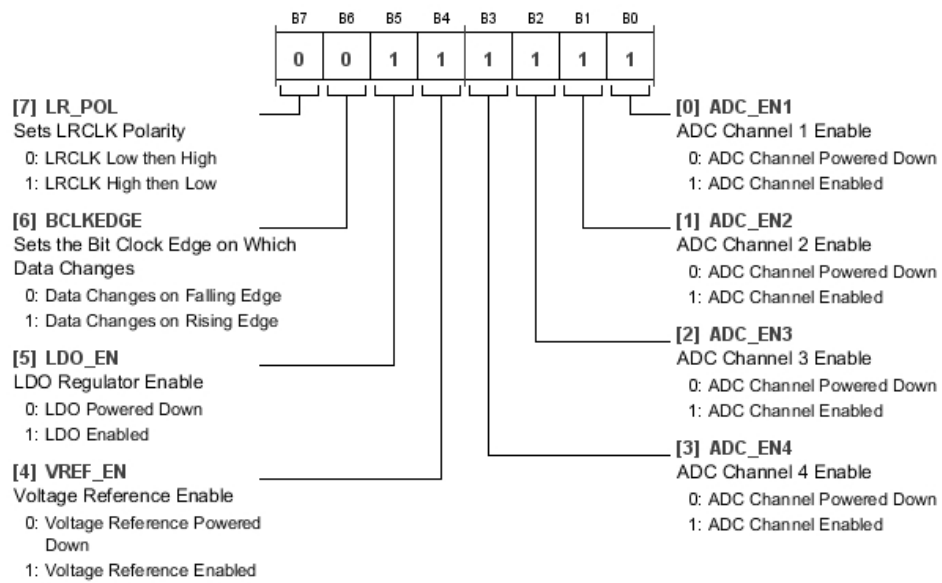 B7 B6 B5 B4 B3 B2 B1 B0
0 0 1 1 1 1 1 1
[7] LR_POL
Sets LRCLK Polarity
0: LRCLK Low then High
1: LRCLK High then Low
[6] BCLKEDGE
Sets the Bit Clock Edge on Which
Data Changes
0: Data Changes on Falling Edge
1: Data Changes on Rising Edge
[5] LDO_EN
LDO Regulator Enable
0: LDO Powered Down
1: LDO Enabled
[4] VREF_EN
Voltage Reference Enable
0: Voltage Reference Powered
Down
1: Voltage Reference Enabled
[0] ADC_EN1
ADC Channel 1 Enable
0: ADC Channel Powered Down
1: ADC Channel Enabled
[1] ADC_EN2
ADC Channel 2 Enable
0: ADC Channel Powered Down
1: ADC Channel Enabled
[2] ADC_EN3
ADC Channel 3 Enable
0: ADC Channel Powered Down
1: ADC Channel Enabled
[3] ADC_EN4
ADC Channel 4 Enable
0: ADC Channel Powered Down
1: ADC Channel Enabled